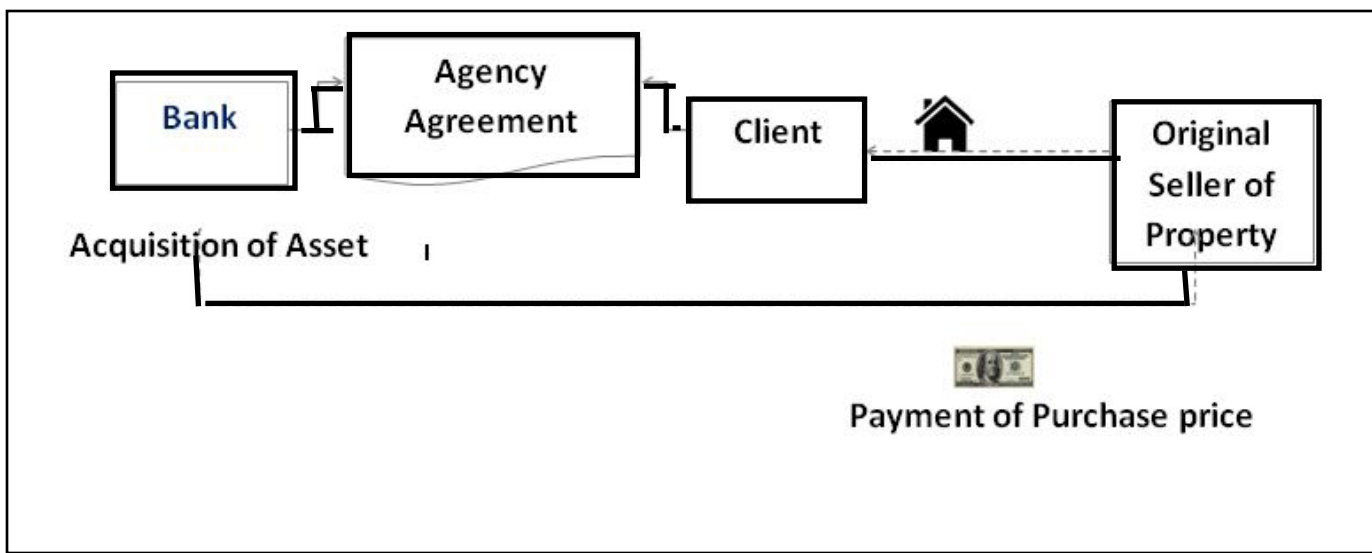 Bank
Agency
Agreement
Client
Original
Seller of
Property
Acquisition of Asset
Payment of Purchase price